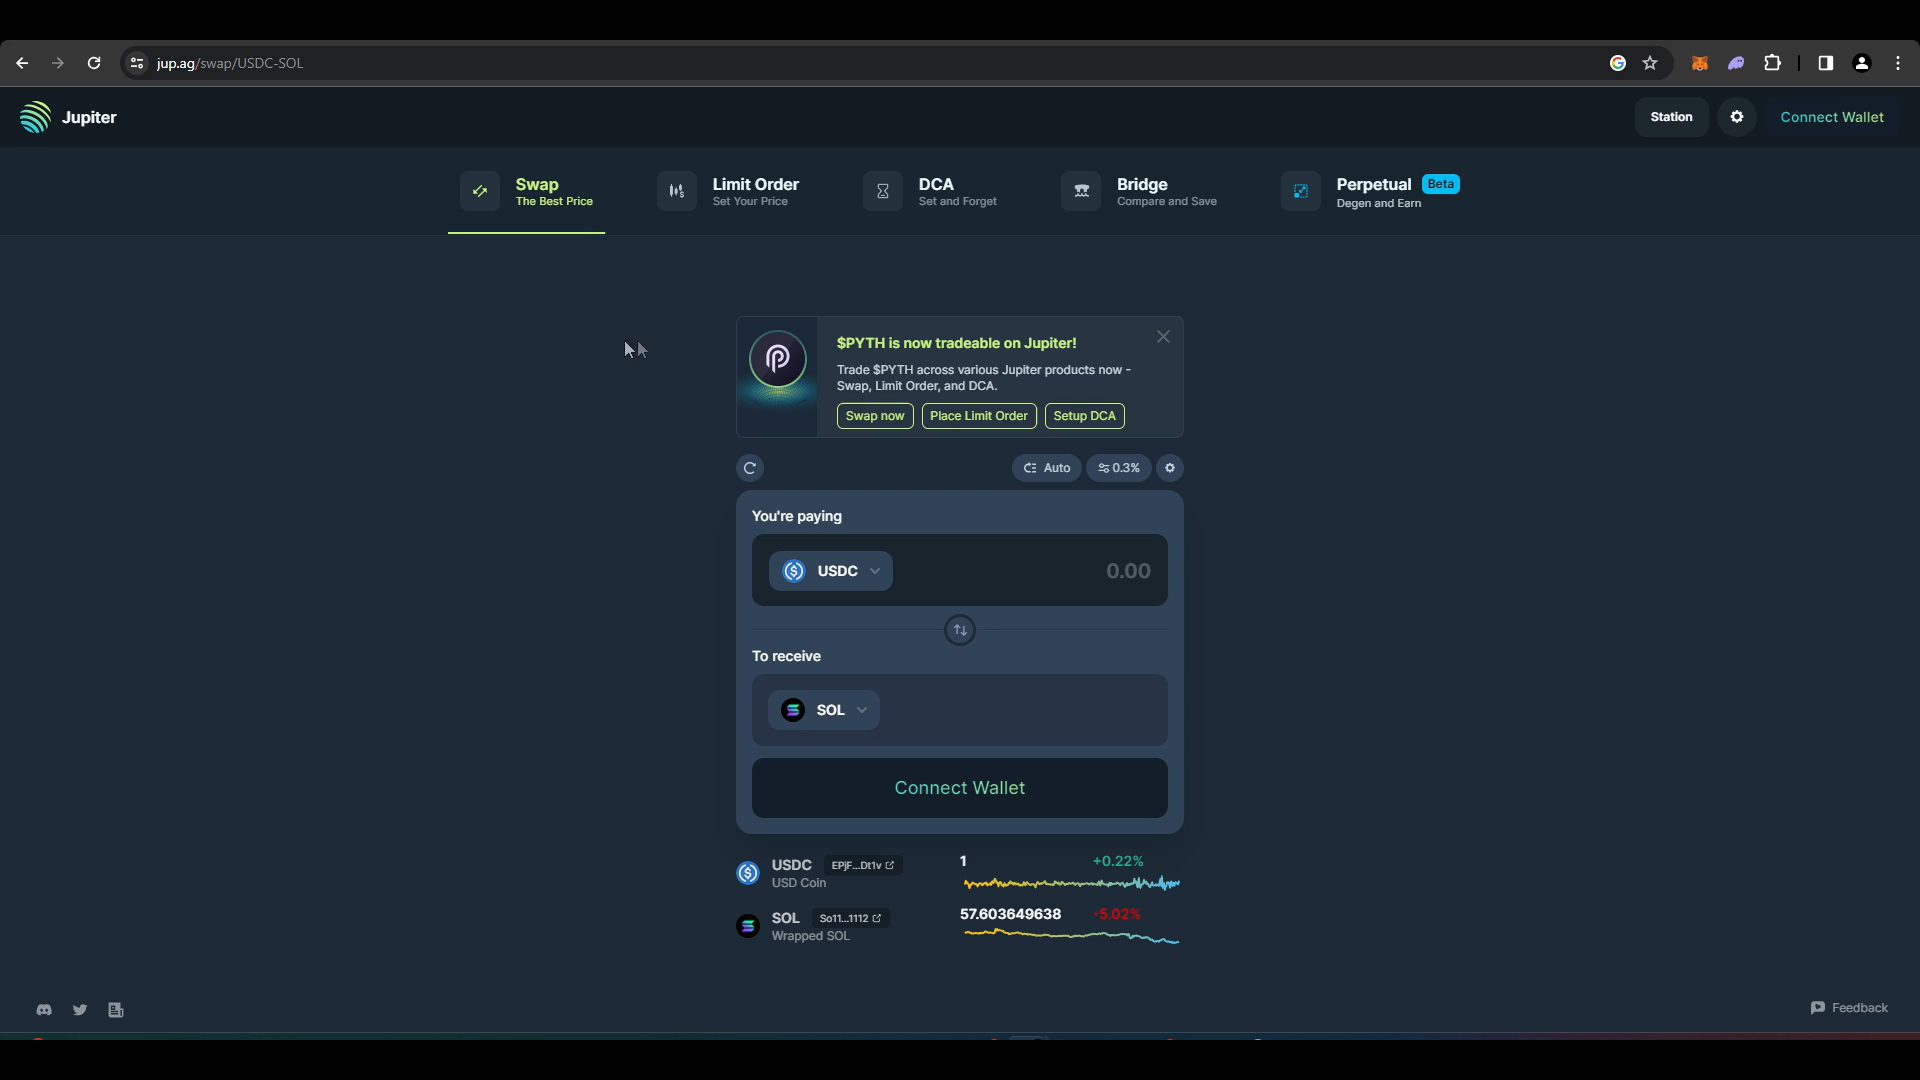 jup.ag/swap/USDC-SOL
Jupiter
Station
Connect Wallet
Swap
The Best Price
Limit Order
Set Your Price
DCA
Set and Forget
Bridge
Compare and Save
Perpetual Beta
Degen and Earn
$PYTH is now tradeable on Jupiter!
Trade $PYTH across various Jupiter products now -
Swap, Limit Order, and DCA.
Swap now Place Limit Order Setup DCA
Auto 0.3%
You're paying
USDC 0.00
To receive
SOL
Connect Wallet
USDC EPjF...Dt1v 1 +0.22%
USD Coin
SOL So11...1112 57.603649638 -5.02%
Wrapped SOL
Feedback